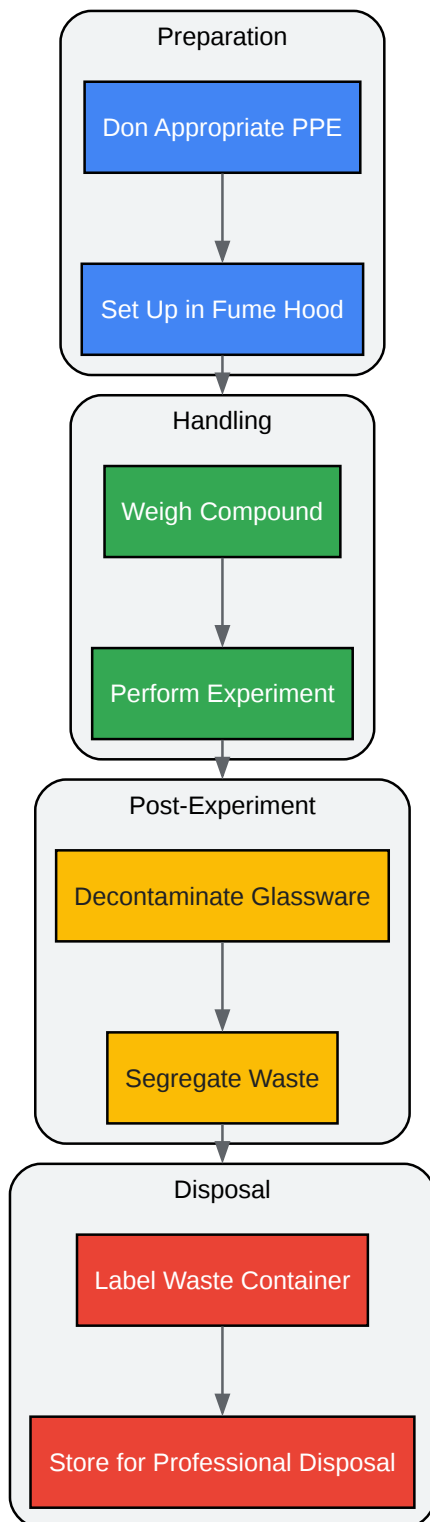 Preparation
Don Appropriate PPE
Set Up in Fume Hood
Handling
Weigh Compound
Perform Experiment
Post-Experiment
Decontaminate Glassware
Segregate Waste
Disposal
Label Waste Container
Store for Professional Disposal